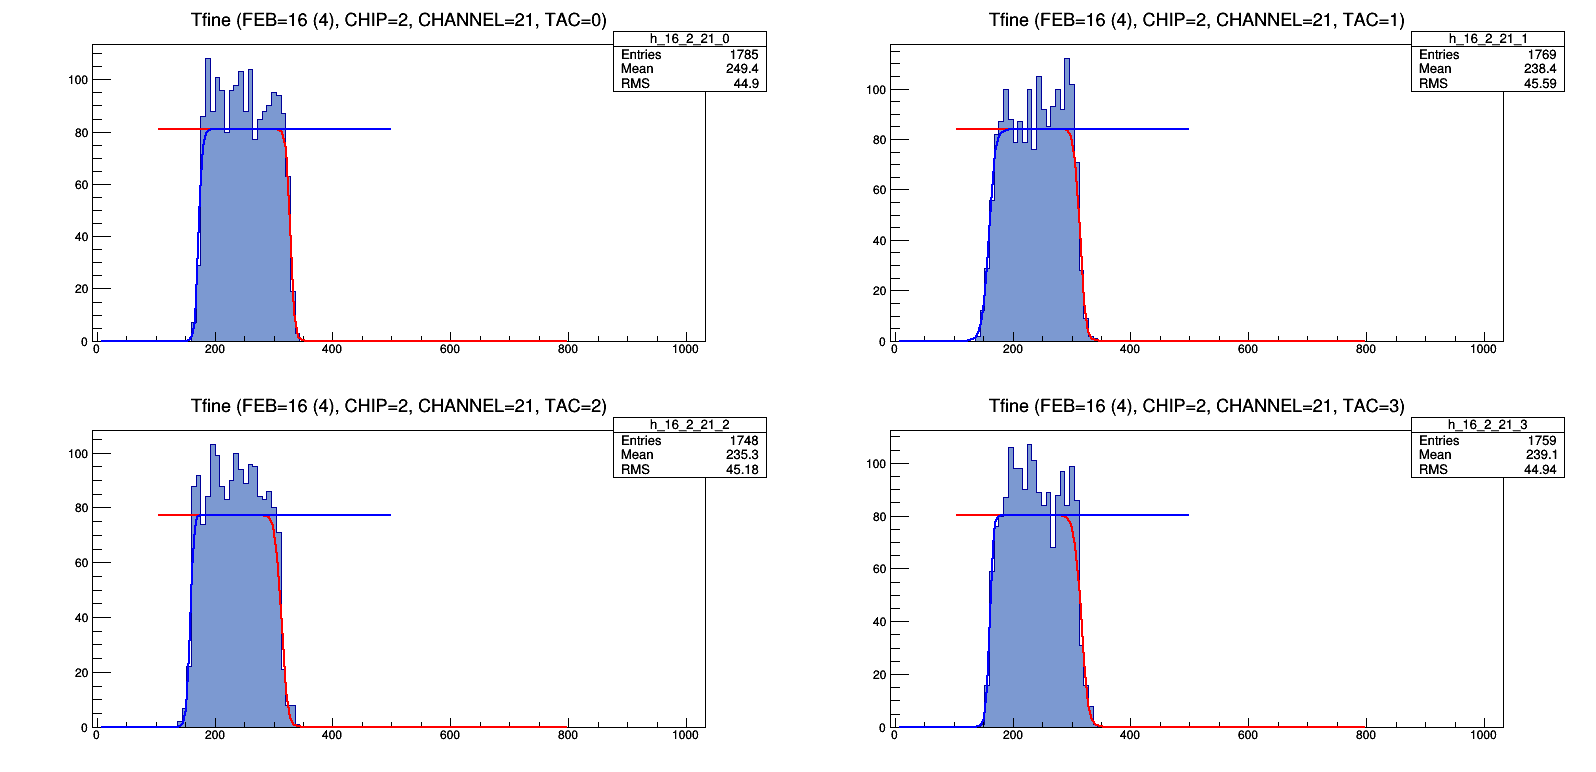 Tfine (FEB=16 (4), CHIP=2, CHANNEL=21, TAC=0)
h_16_2_21_0
Entries 1785
Mean 249.4
RMS 44.9
100
80
60
40
20
0
0 200 400 600 800 1000
Tfine (FEB=16 (4), CHIP=2, CHANNEL=21, TAC=1)
h_16_2_21_1
Entries 1769
Mean 238.4
RMS 45.59
100
80
60
40
20
0
0 200 400 600 800 1000
Tfine (FEB=16 (4), CHIP=2, CHANNEL=21, TAC=2)
h_16_2_21_2
Entries 1748
Mean 235.3
RMS 45.18
100
80
60
40
20
0
0 200 400 600 800 1000
Tfine (FEB=16 (4), CHIP=2, CHANNEL=21, TAC=3)
h_16_2_21_3
Entries 1759
Mean 239.1
RMS 44.94
100
80
60
40
20
0
0 200 400 600 800 1000